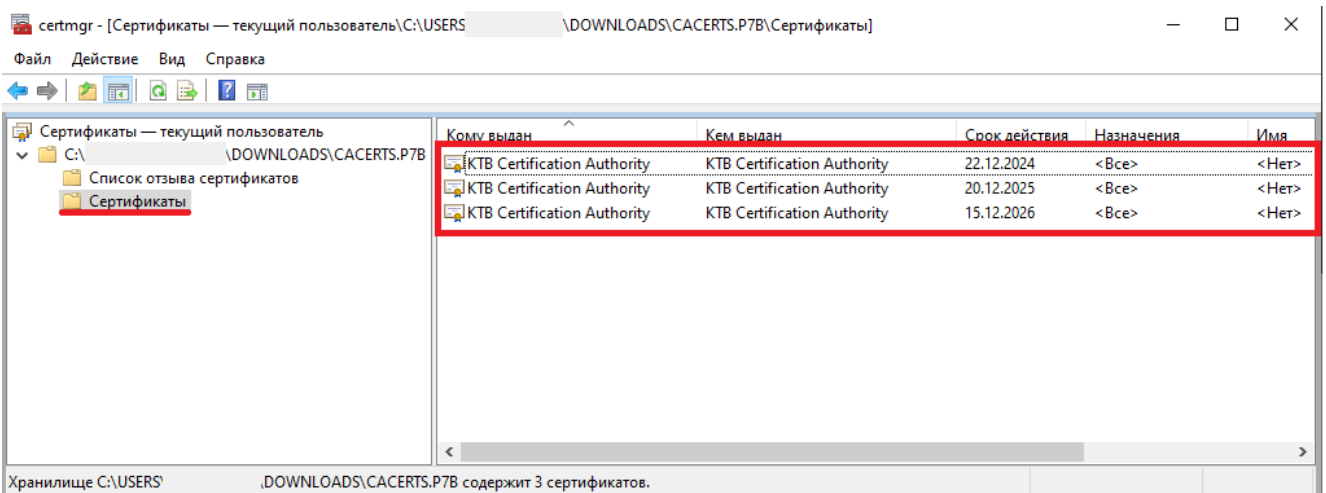 certmgr - [Сертификаты — текущий пользователь\C:\USERS \DOWNLOADS\CACERTS.P7B\Сертификаты]
Файл Действие Вид Справка
Сертификаты — текущий пользователь
C:\ \DOWNLOADS\CACERTS.P7B
Список отзыва сертификатов
Сертификаты
Кому выдан Кем выдан Срок действия Назначения Имя
KTB Certification Authority KTB Certification Authority 22.12.2024 <Все> <Нет>
KTB Certification Authority KTB Certification Authority 20.12.2025 <Все> <Нет>
KTB Certification Authority KTB Certification Authority 15.12.2026 <Все> <Нет>
Хранилище C:\USERS\ \DOWNLOADS\CACERTS.P7B содержит 3 сертификатов.